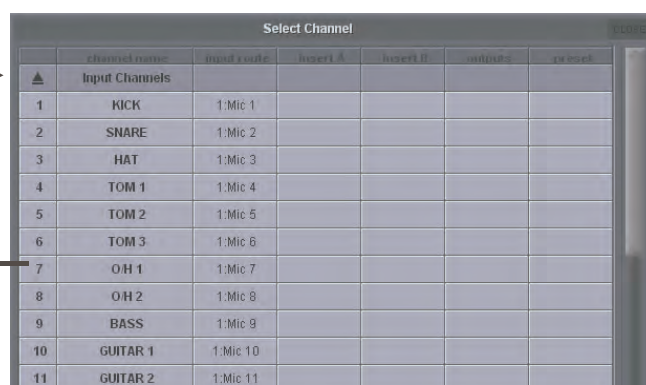 Select Channel
channel name input route insert A insert B outputs preset
Input Channels
1 KICK 1:Mic 1
2 SNARE 1:Mic 2
3 HAT 1:Mic 3
4 TOM 1 1:Mic 4
5 TOM 2 1:Mic 5
6 TOM 3 1:Mic 6
7 O/H 1 1:Mic 7
8 O/H 2 1:Mic 8
9 BASS 1:Mic 9
10 GUITAR 1 1:Mic 10
11 GUITAR 2 1:Mic 11